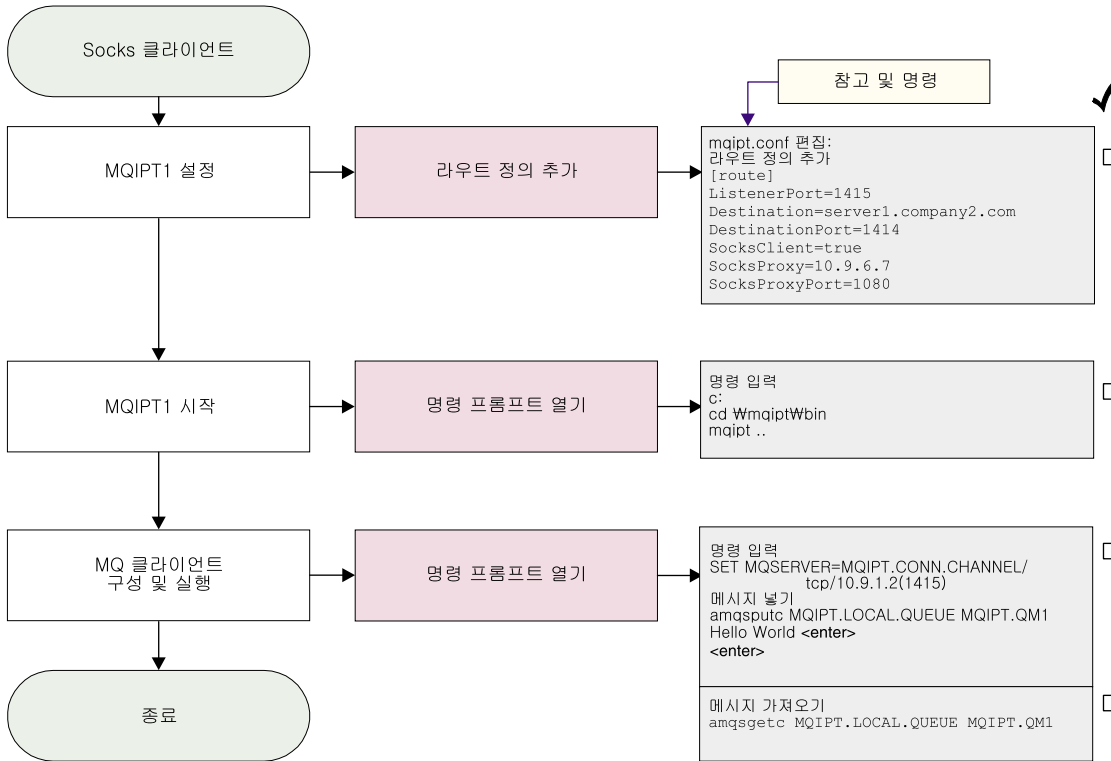 Socks 클라이언트
참고 및 명령
MQIPT1 설정
라우트 정의 추가
mqipt.conf 편집:
라우트 정의 추가
[route]
ListenerPort=1415
Destination=server1.company2.com
DestinationPort=1414
SocksClient=true
SocksProxy=10.9.6.7
SocksProxyPort=1080
MQIPT1 시작
명령 프롬프트 열기
명령 입력
c:
cd ₩mqipt₩bin
mqipt ..
MQ 클라이언트
구성 및 실행
명령 프롬프트 열기
명령 입력
SET MQSERVER=MQIPT.CONN.CHANNEL/
tcp/10.9.1.2(1415)
메시지 넣기
amqsputc MQIPT.LOCAL.QUEUE MQIPT.QM1
Hello World <enter>
<enter>
메시지 가져오기
amqsgetc MQIPT.LOCAL.QUEUE MQIPT.QM1
종료